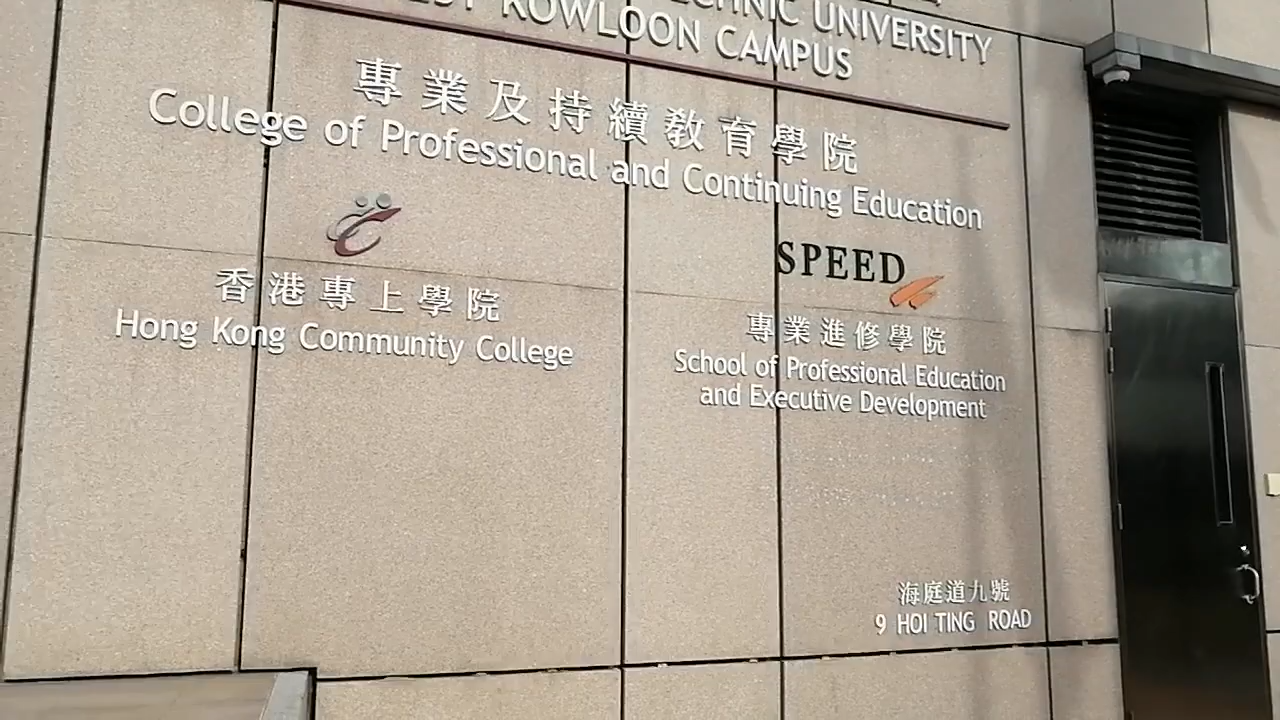 UNIVERSITY
KOWLOON CAMPUS
專業及持續教育學院
College of Professional and Continuing Education
香港專上學院
Hong Kong Community College
SPEED
專業進修學院
School of Professional Education
and Executive Development
海庭道九號
9 HOI TING ROAD